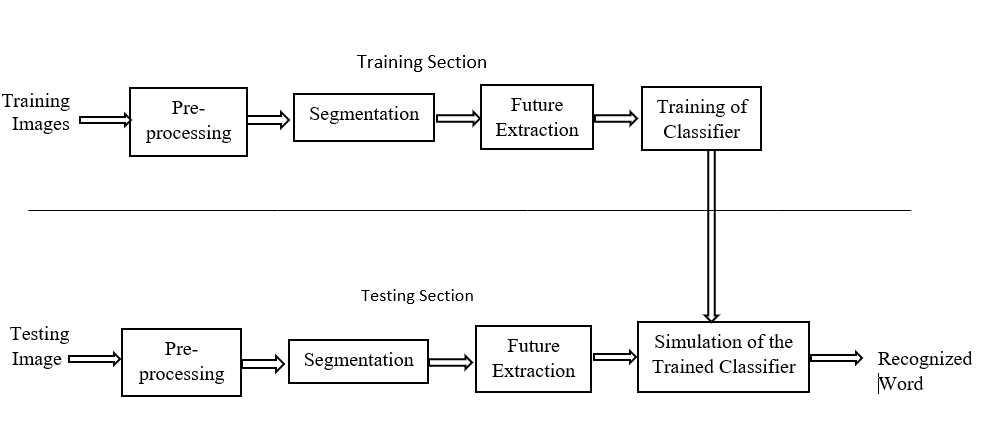 Training Section
Training
Images
Pre-
processing
Segmentation
Future
Extraction
Training of
Classifier
Testing Section
Testing
Image
Pre-
processing
Segmentation
Future
Extraction
Simulation of the
Trained Classifier
Recognized
Word